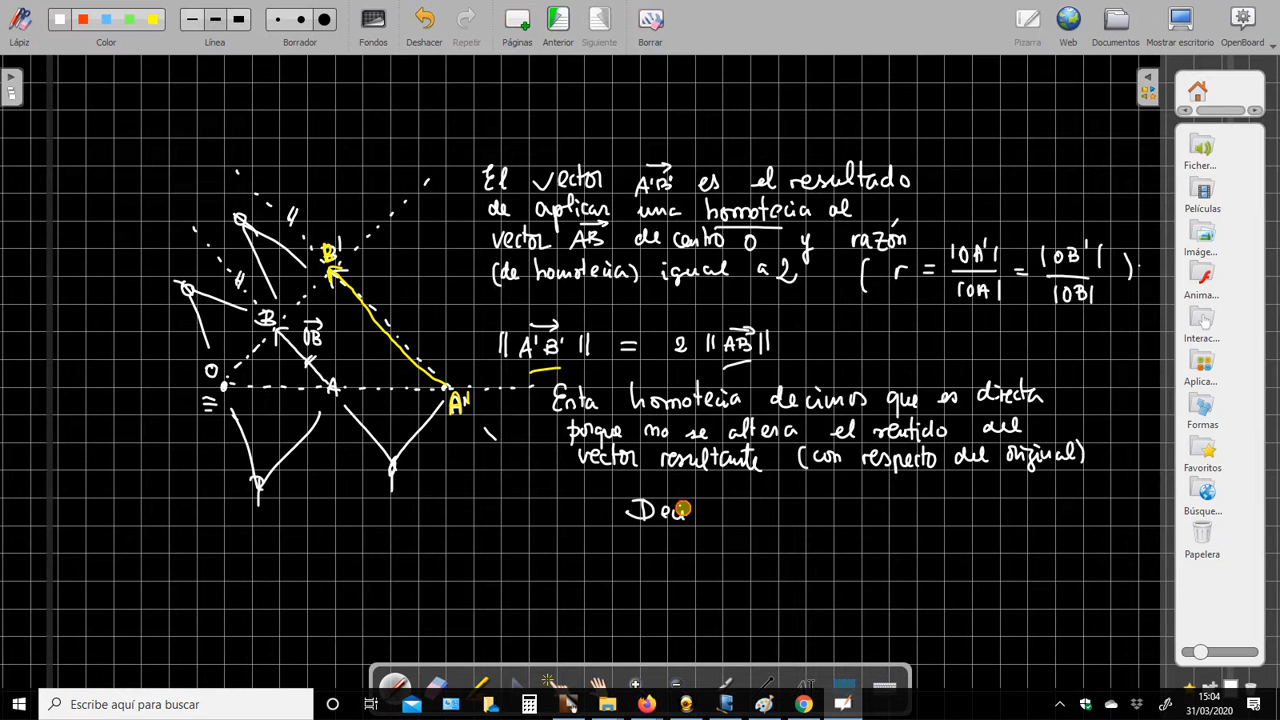 Lápiz
Color
Línea
Borrador
Fondos
Deshacer
Repetir
Páginas
Anterior
Siguiente
Borrar
Pizarra
Web
Documentos
Mostrar escritorio
OpenBoard
El vector A'B' es el resultado
de aplicar una homotecia al
vector AB de centro O y razón
(de homotecia) igual a 2 ( r = |OA'| / |OA| = |OB'| / |OB| ).
|| A'B' || = 2 || AB ||
Esta homotecia decimos que es directa
porque no se altera el sentido del
vector resultante (con respecto del original)
Dec
B'
B
OB
O
A
A'
Ficher...
Películas
Imáge...
Anima...
Interac...
Aplica...
Formas
Favoritos
Búsque...
Papelera
Escribe aquí para buscar
15:04
31/03/2020